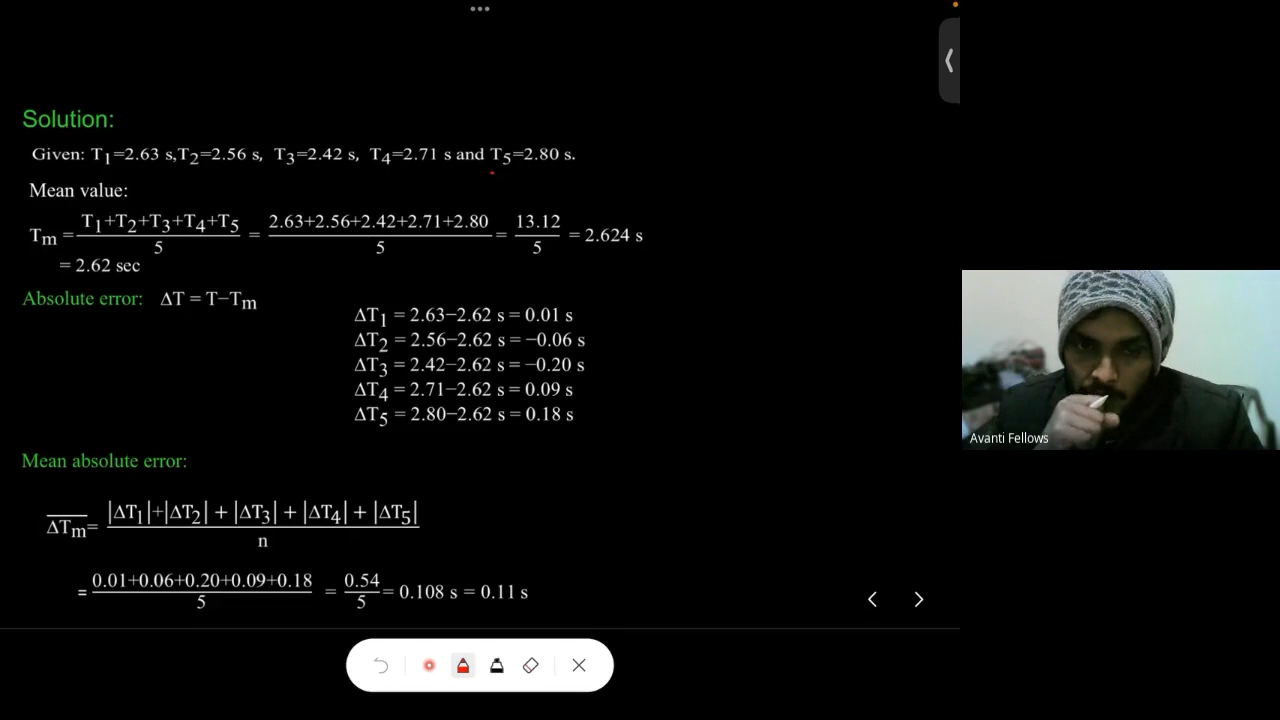 Solution:
Given: T1=2.63 s,T2=2.56 s, T3=2.42 s, T4=2.71 s and T5=2.80 s.
Mean value:
Tm = T1+T2+T3+T4+T5 / 5 = 2.63+2.56+2.42+2.71+2.80 / 5 = 13.12 / 5 = 2.624 s
= 2.62 sec
Absolute error: ΔT = T−Tm
ΔT1 = 2.63−2.62 s = 0.01 s
ΔT2 = 2.56−2.62 s = −0.06 s
ΔT3 = 2.42−2.62 s = −0.20 s
ΔT4 = 2.71−2.62 s = 0.09 s
ΔT5 = 2.80−2.62 s = 0.18 s
Avanti Fellows
Mean absolute error:
ΔTm= |ΔT1|+|ΔT2| + |ΔT3| + |ΔT4| + |ΔT5| / n
= 0.01+0.06+0.20+0.09+0.18 / 5 = 0.54 / 5 = 0.108 s = 0.11 s